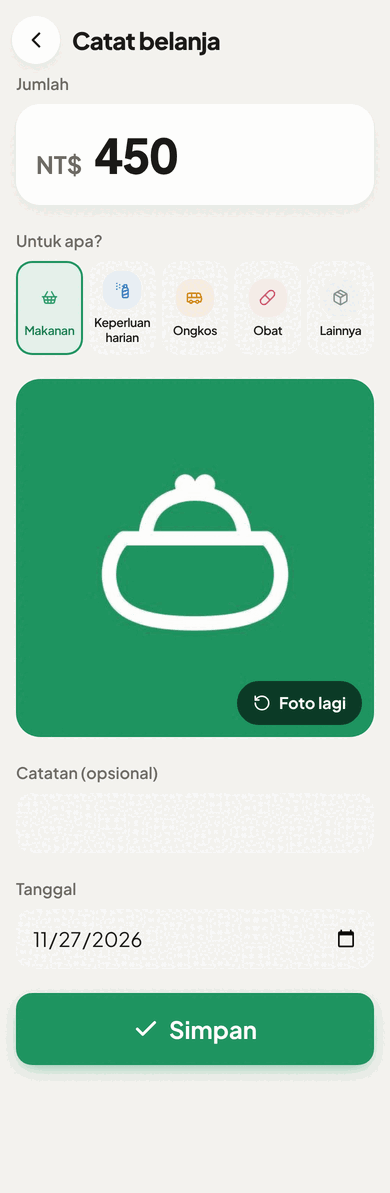 Catat belanja
Jumlah
NT$ 450
Untuk apa?
Makanan
Keperluan
harian
Ongkos
Obat
Lainnya
Foto lagi
Catatan (opsional)
Tanggal
11/27/2026
Simpan